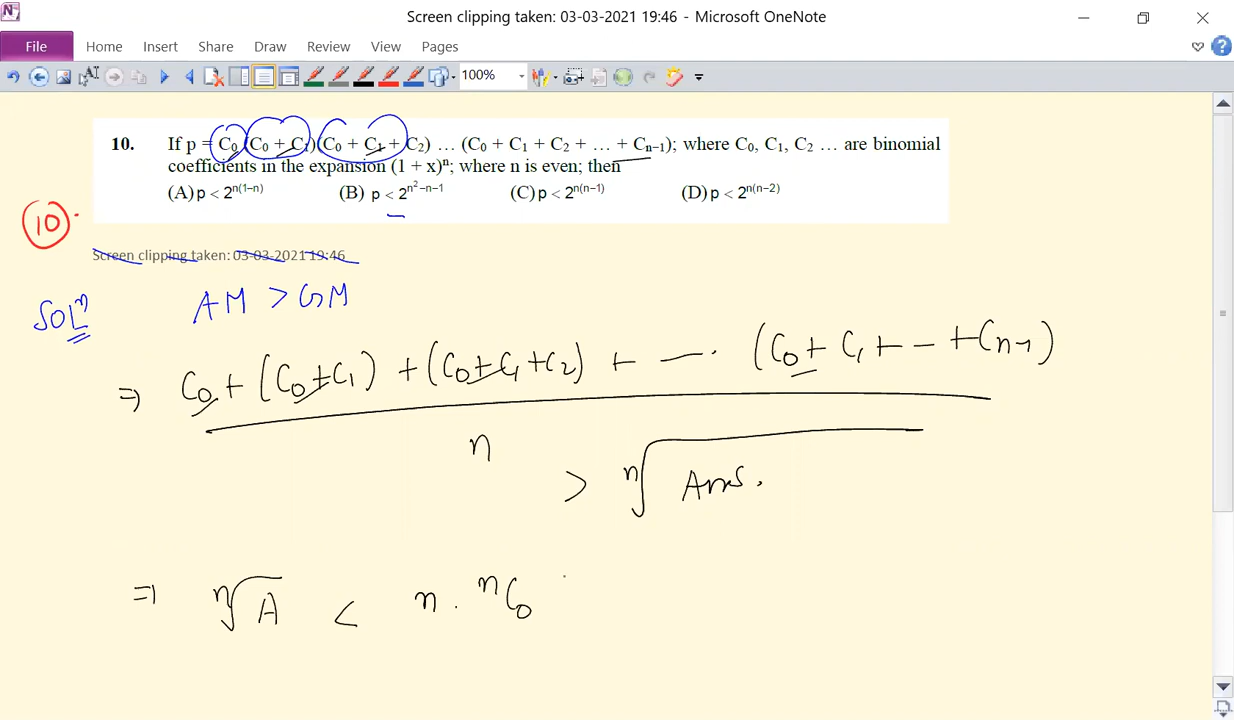 Screen clipping taken: 03-03-2021 19:46 - Microsoft OneNote
File Home Insert Share Draw Review View Pages
100%
10. If p = C₀ (C₀ + C₁)(C₀ + C₁ + C₂) … (C₀ + C₁ + C₂ + … + Cₙ₋₁); where C₀, C₁, C₂ … are binomial
coefficients in the expansion (1 + x)ⁿ; where n is even; then
(A) p < 2^{n(1−n)} (B) p < 2^{n²−n−1} (C) p < 2^{n(n−1)} (D) p < 2^{n(n−2)}
10.
Screen clipping taken: 03-03-2021 19:46
SOLⁿ AM > GM
⇒ C₀ + (C₀+C₁) + (C₀+C₁+C₂) + —·· (C₀ + C₁ + – +Cₙ₋₁)
n
> ⁿ√Ans.
⇒ ⁿ√A < n . ⁿC₀